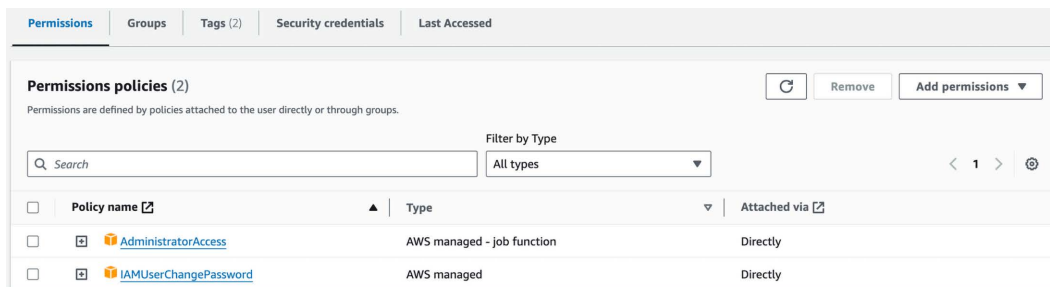 Permissions Groups Tags (2) Security credentials Last Accessed
Permissions policies (2)
Remove Add permissions
Permissions are defined by policies attached to the user directly or through groups.
Filter by Type
Search All types 1
Policy name Type Attached via
AdministratorAccess AWS managed - job function Directly
IAMUserChangePassword AWS managed Directly